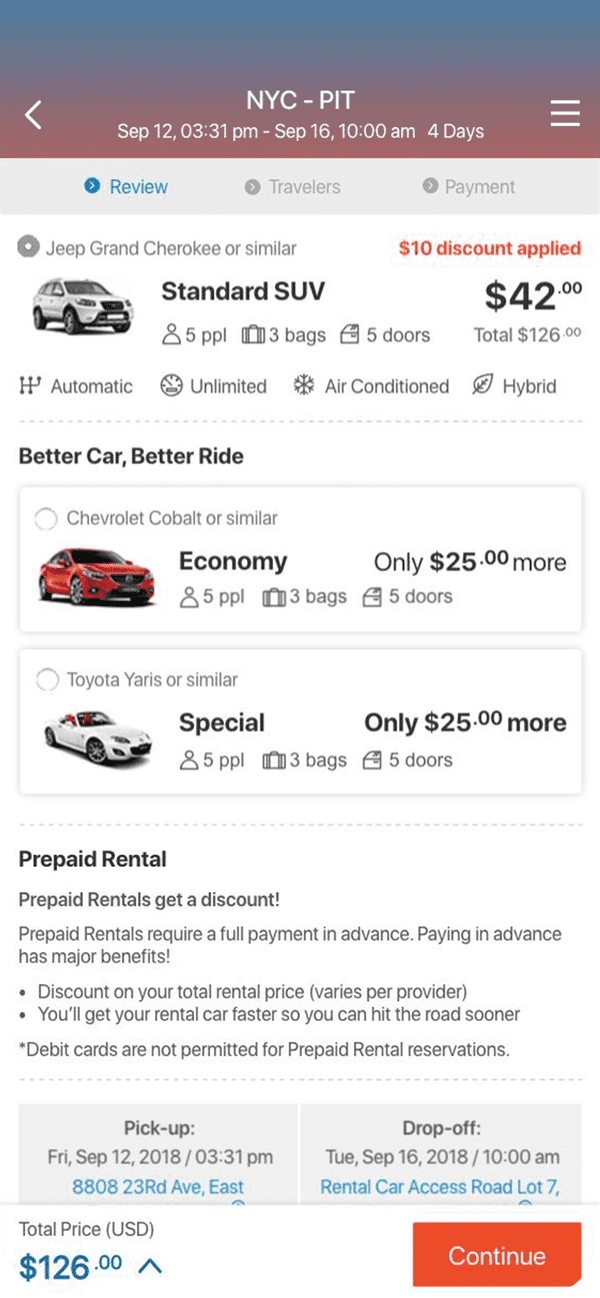 NYC - PIT
Sep 12, 03:31 pm - Sep 16, 10:00 am 4 Days
Review Travelers Payment
Jeep Grand Cherokee or similar $10 discount applied
Standard SUV $42.00
5 ppl 3 bags 5 doors Total $126.00
Automatic Unlimited Air Conditioned Hybrid
Better Car, Better Ride
Chevrolet Cobalt or similar
Economy Only $25.00 more
5 ppl 3 bags 5 doors
Toyota Yaris or similar
Special Only $25.00 more
5 ppl 3 bags 5 doors
Prepaid Rental
Prepaid Rentals get a discount!
Prepaid Rentals require a full payment in advance. Paying in advance
has major benefits!
• Discount on your total rental price (varies per provider)
• You'll get your rental car faster so you can hit the road sooner
*Debit cards are not permitted for Prepaid Rental reservations.
Pick-up: Drop-off:
Fri, Sep 12, 2018 / 03:31 pm Tue, Sep 16, 2018 / 10:00 am
8808 23Rd Ave, East Rental Car Access Road Lot 7,
Total Price (USD)
$126.00 Continue